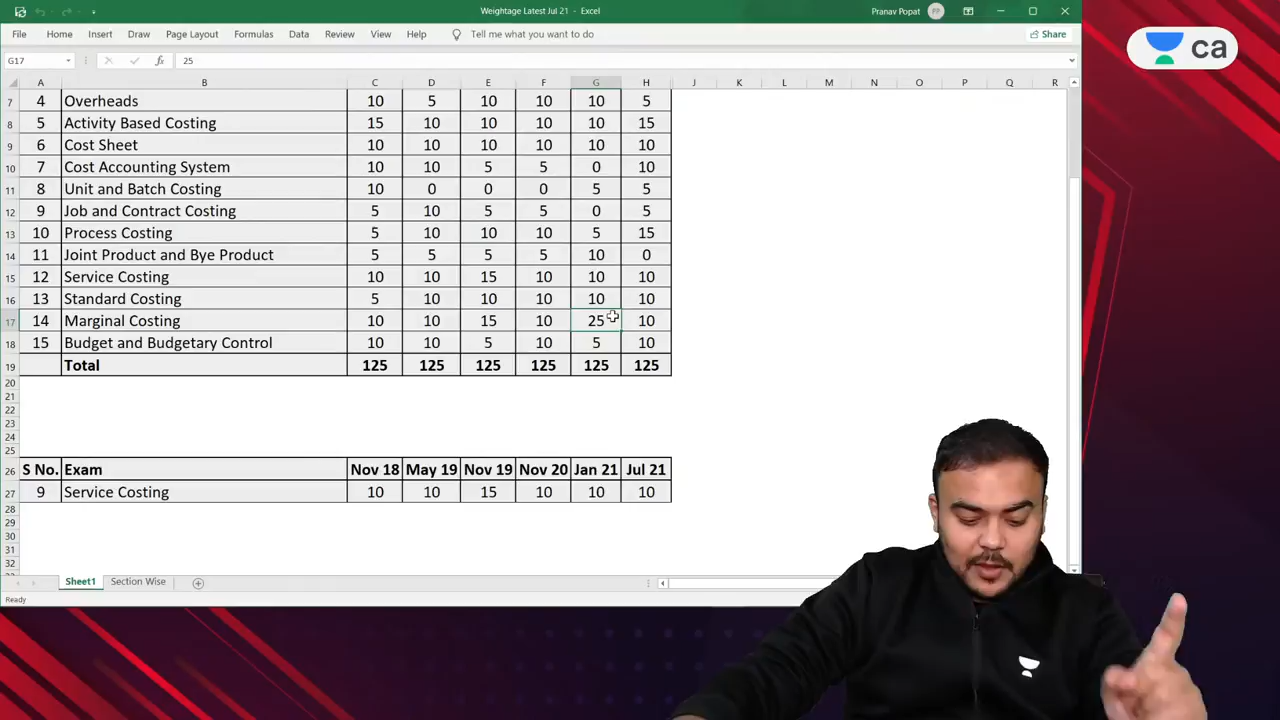 Weightage Latest Jul 21 - Excel
Pranav Popat
PP
File Home Insert Draw Page Layout Formulas Data Review View Help Tell me what you want to do Share
G17 fx 25
A B C D E F G H J K L M N O P Q R
7 4 Overheads 10 5 10 10 10 5
8 5 Activity Based Costing 15 10 10 10 10 15
9 6 Cost Sheet 10 10 10 10 10 10
10 7 Cost Accounting System 10 10 5 5 0 10
11 8 Unit and Batch Costing 10 0 0 0 5 5
12 9 Job and Contract Costing 5 10 5 5 0 5
13 10 Process Costing 5 10 10 10 5 15
14 11 Joint Product and Bye Product 5 5 5 5 10 0
15 12 Service Costing 10 10 15 10 10 10
16 13 Standard Costing 5 10 10 10 10 10
17 14 Marginal Costing 10 10 15 10 25 10
18 15 Budget and Budgetary Control 10 10 5 10 5 10
19 Total 125 125 125 125 125 125
20
21
22
23
24
25
26 S No. Exam Nov 18 May 19 Nov 19 Nov 20 Jan 21 Jul 21
27 9 Service Costing 10 10 15 10 10 10
28
29
30
31
32
Sheet1 Section Wise
Ready
ca